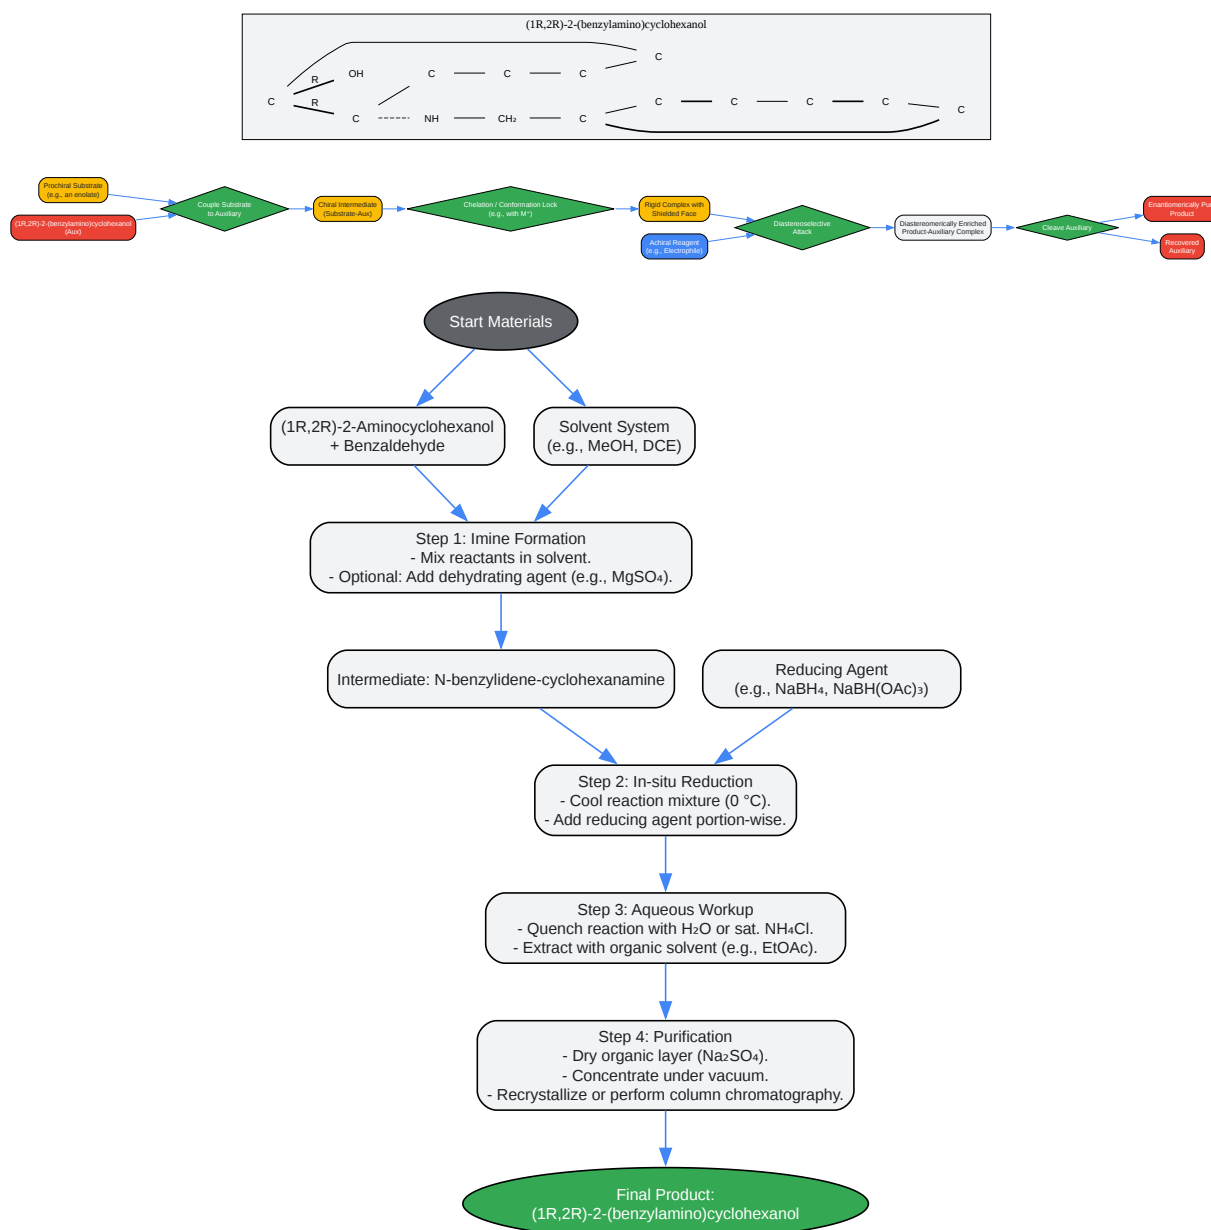 (1R,2R)-2-(benzylamino)cyclohexanol
C
R
OH
C
C
C
C
R
C
C
C
C
C
C
NH
CH₂
C
Prochiral Substrate
(e.g., an enolate)
(1R,2R)-2-(benzylamino)cyclohexanol
(Aux)
Couple Substrate
to Auxiliary
Chiral Intermediate
(Substrate-Aux)
Chelation / Conformation Lock
(e.g., with M⁺)
Rigid Complex with
Shielded Face
Achiral Reagent
(e.g., Electrophile)
Diastereoselective
Attack
Diastereomerically Enriched
Product-Auxiliary Complex
Cleave Auxiliary
Enantiomerically Pu
Product
Recovered
Auxiliary
Start Materials
(1R,2R)-2-Aminocyclohexanol
+ Benzaldehyde
Solvent System
(e.g., MeOH, DCE)
Step 1: Imine Formation
- Mix reactants in solvent.
- Optional: Add dehydrating agent (e.g., MgSO₄).
Intermediate: N-benzylidene-cyclohexanamine
Reducing Agent
(e.g., NaBH₄, NaBH(OAc)₃)
Step 2: In-situ Reduction
- Cool reaction mixture (0 °C).
- Add reducing agent portion-wise.
Step 3: Aqueous Workup
- Quench reaction with H₂O or sat. NH₄Cl.
- Extract with organic solvent (e.g., EtOAc).
Step 4: Purification
- Dry organic layer (Na₂SO₄).
- Concentrate under vacuum.
- Recrystallize or perform column chromatography.
Final Product:
(1R,2R)-2-(benzylamino)cyclohexanol